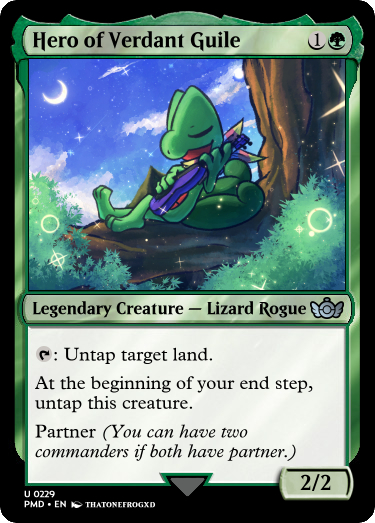 Hero of Verdant Guile 1
Legendary Creature — Lizard Rogue
: Untap target land.
At the beginning of your end step,
untap this creature.
Partner (You can have two
commanders if both have partner.)
2/2
U 0229
PMD • EN THATONEFROGXD